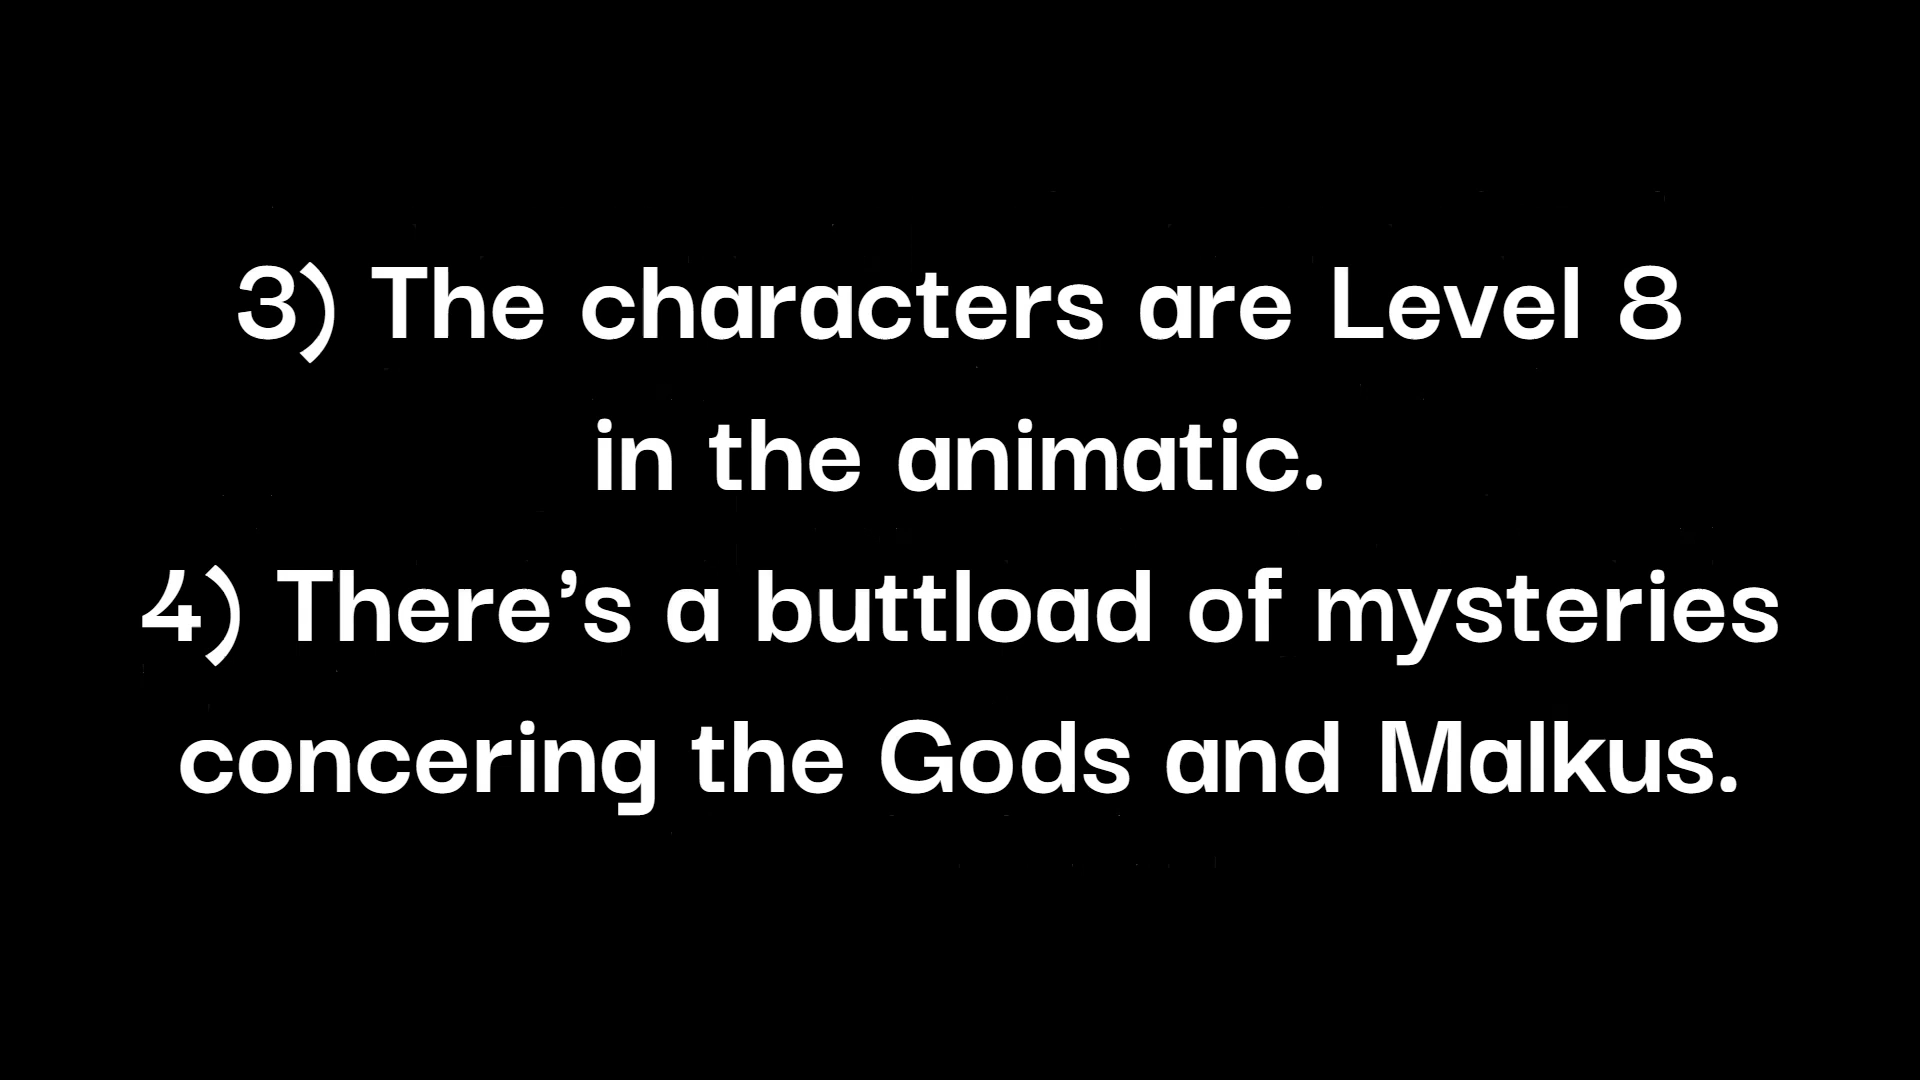 3) The characters are Level 8
in the animatic.
4) There’s a buttload of mysteries
concering the Gods and Malkus.